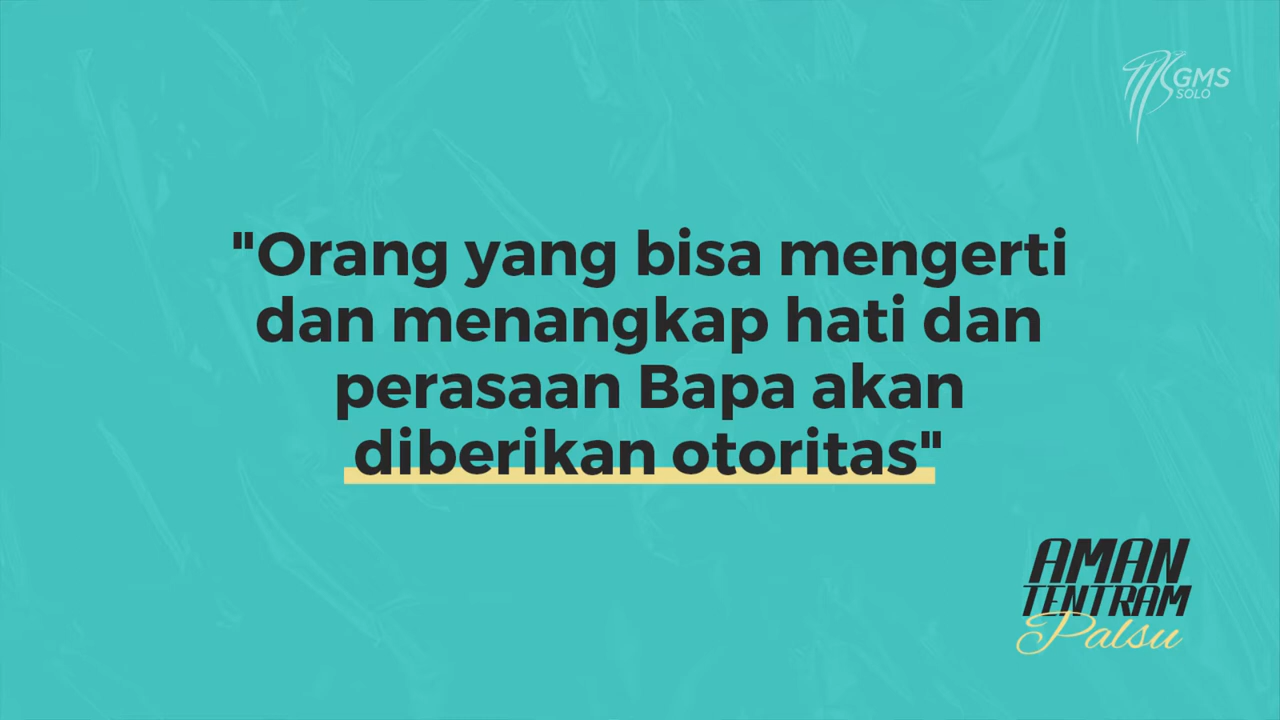 GMS
SOLO
"Orang yang bisa mengerti
dan menangkap hati dan
perasaan Bapa akan
diberikan otoritas"
AMAN
TENTRAM
Palsu